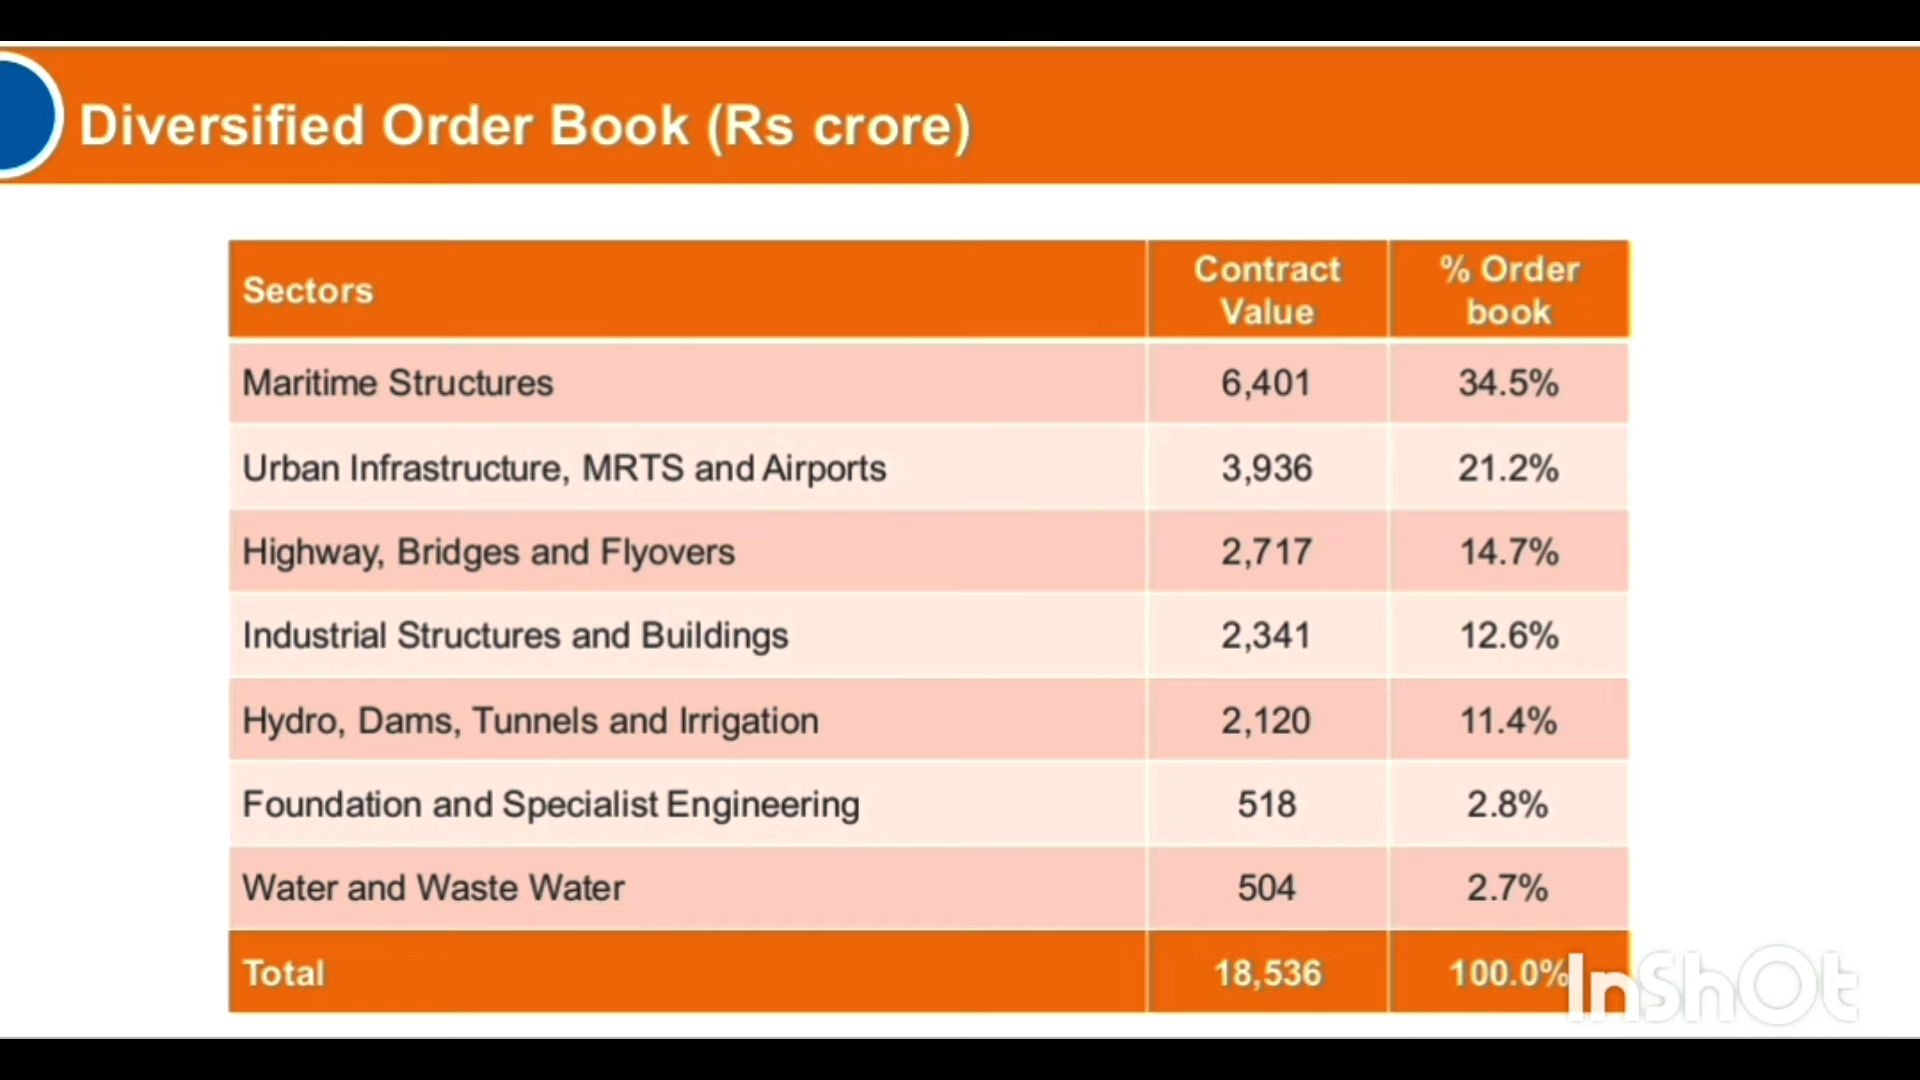 Diversified Order Book (Rs crore)
Sectors Contract Value % Order book
Maritime Structures 6,401 34.5%
Urban Infrastructure, MRTS and Airports 3,936 21.2%
Highway, Bridges and Flyovers 2,717 14.7%
Industrial Structures and Buildings 2,341 12.6%
Hydro, Dams, Tunnels and Irrigation 2,120 11.4%
Foundation and Specialist Engineering 518 2.8%
Water and Waste Water 504 2.7%
Total 18,536 100.0%
InShOt